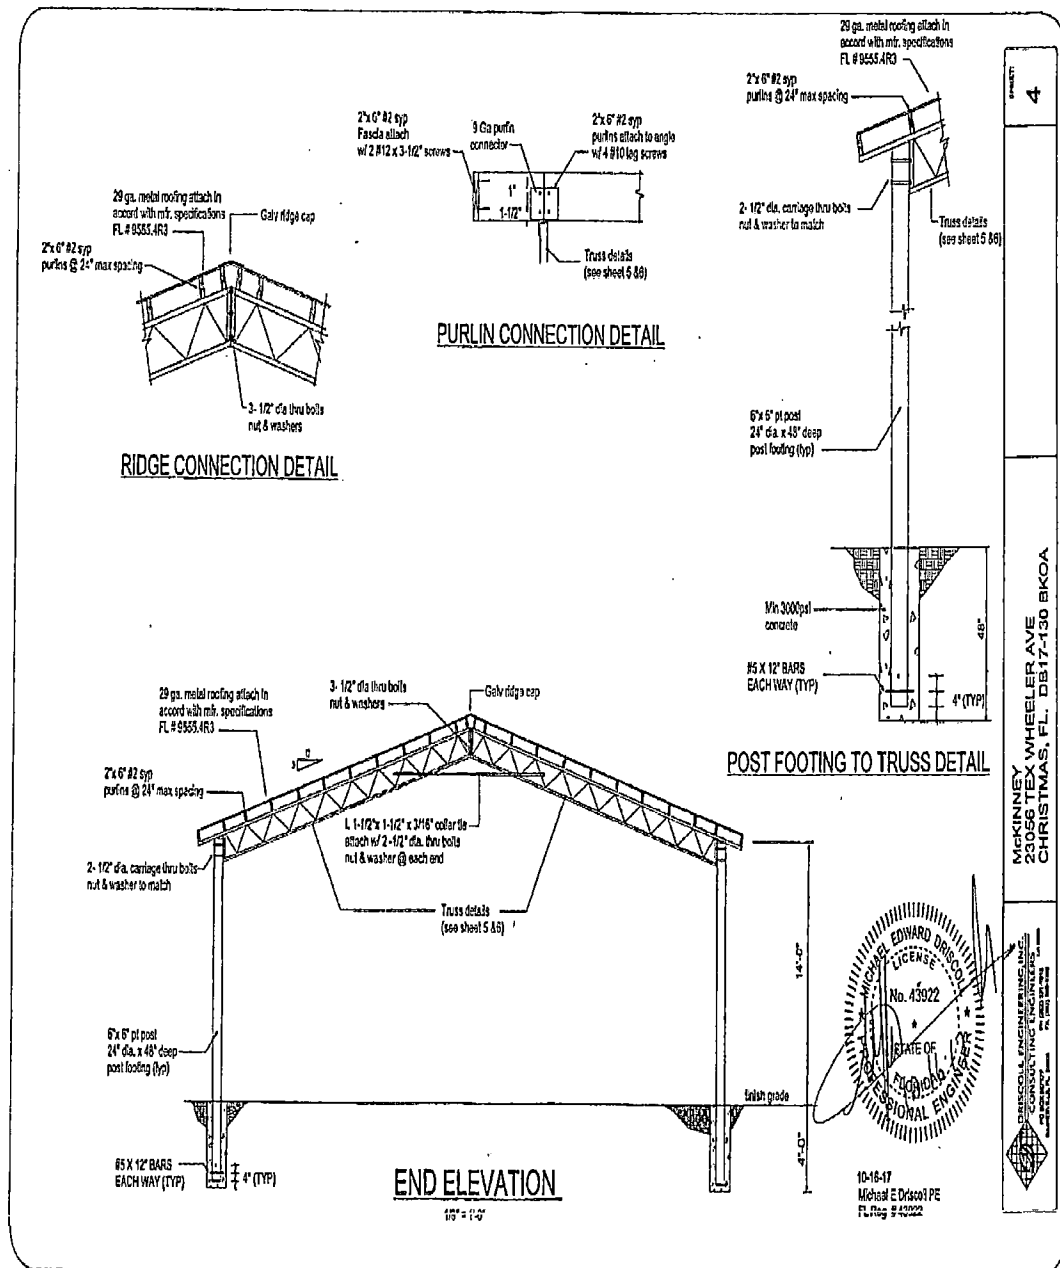 29 ga. metal roofing attach in
accord with mfr. specifications
FL # 9555.4R3
2"x 6" #2 syp
purlins @ 24" max spacing
Galv ridge cap
3- 1/2" dia thru bolts
nut & washers
RIDGE CONNECTION DETAIL
2"x 6" #2 syp
Fascia attach
w/ 2 #12 x 3-1/2" screws
9 Ga purlin
connector
2"x 6" #2 syp
purlins attach to angle
w/ 4 #10 lag screws
1"
1-1/2"
Truss details
(see sheet 5 &6)
PURLIN CONNECTION DETAIL
29 ga. metal roofing attach in
accord with mfr. specifications
FL # 9555.4R3
2"x 6" #2 syp
purlins @ 24" max spacing
2- 1/2" dia. carriage thru bolts
nut & washer to match
Truss details
(see sheet 5 &6)
6"x 6" pt post
24" dia. x 48" deep
post footing (typ)
Min 3000psi
concrete
#5 X 12" BARS
EACH WAY (TYP)
48"
4" (TYP)
POST FOOTING TO TRUSS DETAIL
29 ga. metal roofing attach in
accord with mfr. specifications
FL # 9555.4R3
3- 1/2" dia thru bolts
nut & washers
Galv ridge cap
2"x 6" #2 syp
purlins @ 24" max spacing
L 1-1/2"x 1-1/2" x 3/16" collar tie
attach w/ 2 -1/2" dia. thru bolts
nut & washer @ each end
2- 1/2" dia. carriage thru bolts
nut & washer to match
Truss details
(see sheet 5 &6)
14'-0"
6"x 6" pt post
24" dia. x 48" deep
post footing (typ)
finish grade
4'-0"
#5 X 12" BARS
EACH WAY (TYP)
4" (TYP)
END ELEVATION
1/8" = 1'-0"
MICHAEL EDWARD DRISCOLL
LICENSE
No. 43922
STATE OF
FLORIDA
PROFESSIONAL ENGINEER
10-16-17
Michael E Driscoll PE
FL Reg # 43922
SHEET:
4
McKINNEY
23056 TEX WHEELER AVE
CHRISTMAS, FL. DB17-130 BKOA
DRISCOLL ENGINEERING, INC.
CONSULTING ENGINEERS